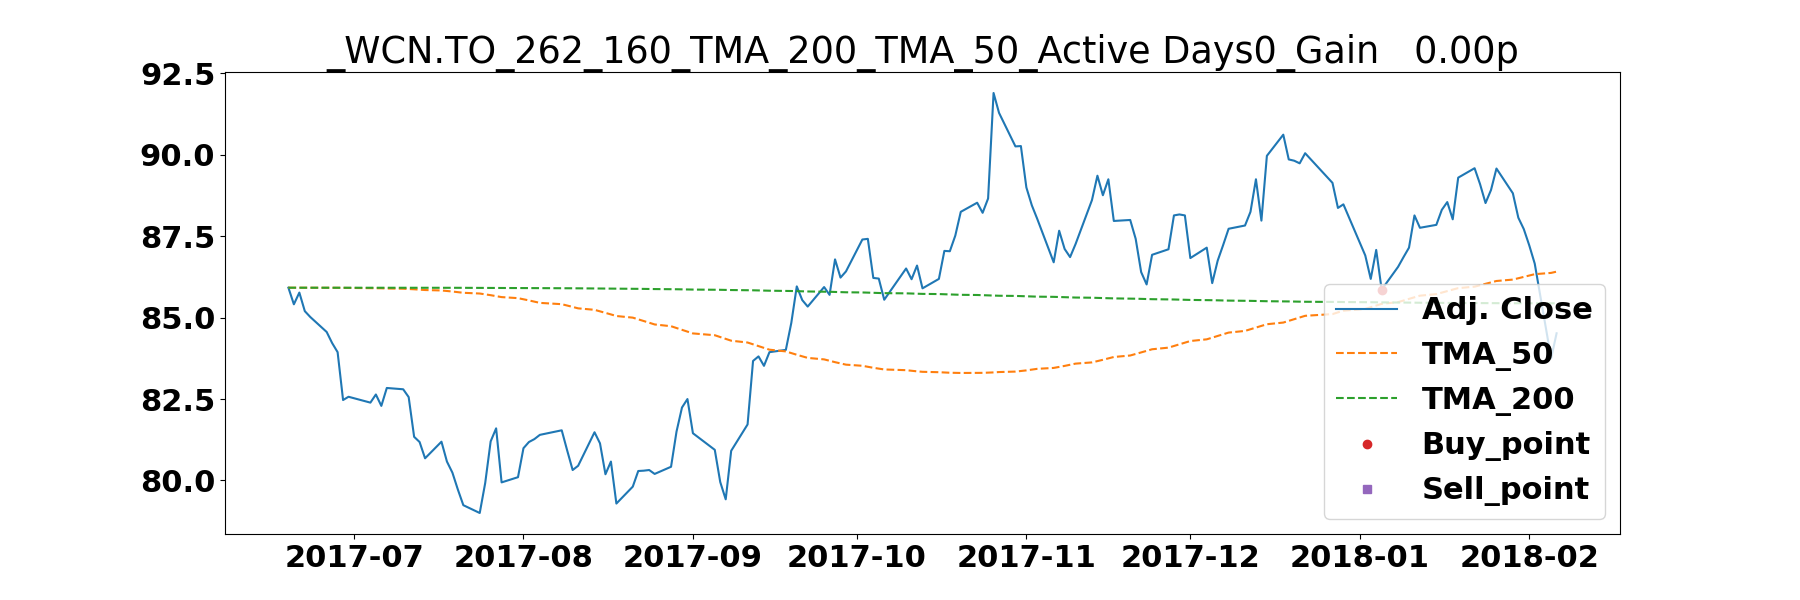 _WCN.TO_262_160_TMA_200_TMA_50_Active Days0_Gain   0.00p
92.5
90.0
87.5
85.0
82.5
80.0
Adj. Close
TMA_50
TMA_200
Buy_point
Sell_point
2017-07 2017-08 2017-09 2017-10 2017-11 2017-12 2018-01 2018-02